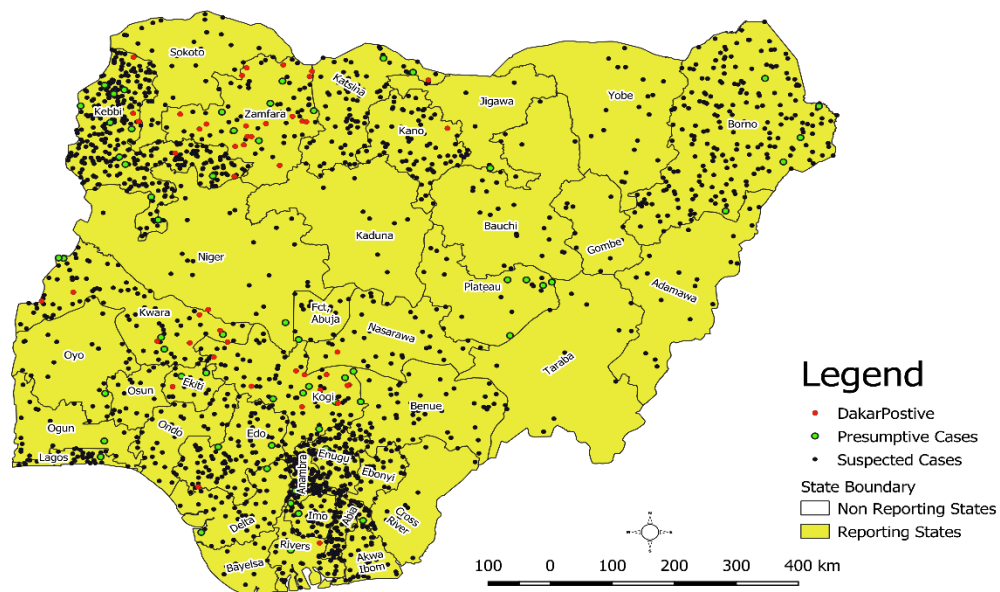 Sokoto
Katsina
Jigawa
Yobe
Borno
Kebbi
Zamfara
Kano
Kaduna
Bauchi
Gombe
Niger
Plateau
Adamawa
Kwara
Fct,
Abuja
Nasarawa
Taraba
Oyo
Osun
Ekiti
Kogi
Benue
Ogun
Ondo
Edo
Lagos
Anambra
Enugu
Ebonyi
Delta
Imo
Abia
Cross
River
Rivers
Bayelsa
Akwa
Ibom
Legend
DakarPostive
Presumptive Cases
Suspected Cases
State Boundary
Non Reporting States
Reporting States
N
W
E
S
100 0 100 200 300 400 km